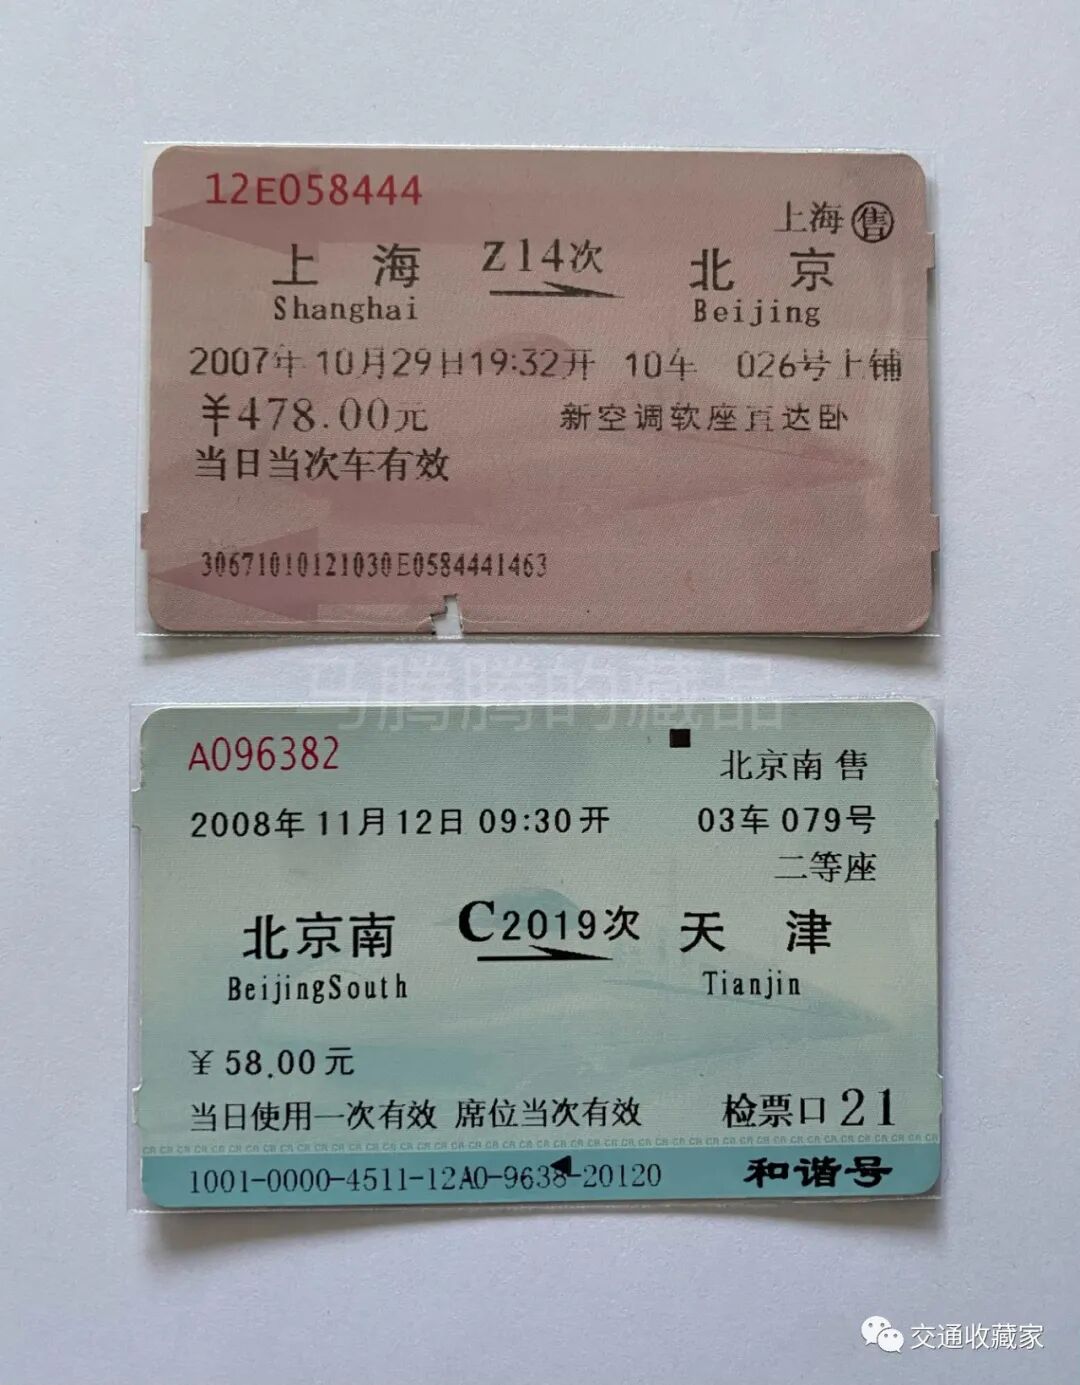 12E058444
上海 售
上海 Z14次 北京
Shanghai Beijing
2007年10月29日19:32开 10车 026号上铺
￥478.00元 新空调软座直达卧
当日当次车有效
30671010121030E0584441463
马腾腾的藏品
A096382
北京南 售
2008年11月12日 09:30开 03车 079号
二等座
北京南 C2019次 天津
BeijingSouth Tianjin
￥58.00元
当日使用一次有效 席位当次有效 检票口21
1001-0000-4511-12A0-9638-20120 和谐号
交通收藏家